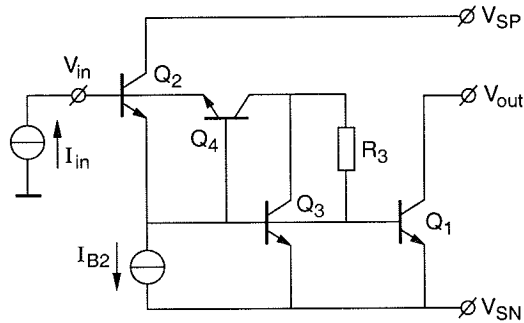 V_SP
V_in
Q_2
V_out
Q_4
R_3
I_in
Q_3
Q_1
I_B2
V_SN